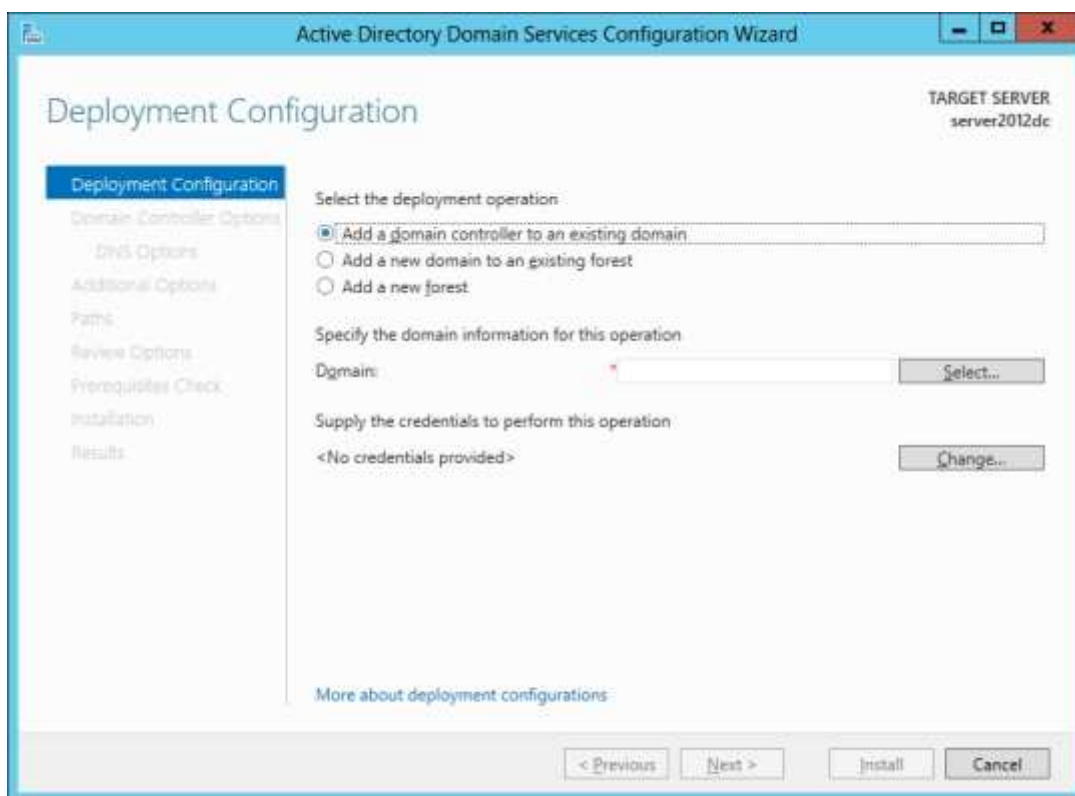 Active Directory Domain Services Configuration Wizard
Deployment Configuration
TARGET SERVER
server2012dc
Deployment Configuration
Domain Controller Options
DNS Options
Additional Options
Paths
Review Options
Prerequisites Check
Installation
Results
Select the deployment operation
Add a domain controller to an existing domain
Add a new domain to an existing forest
Add a new forest
Specify the domain information for this operation
Domain: *
Select...
Supply the credentials to perform this operation
<No credentials provided>
Change...
More about deployment configurations
< Previous
Next >
Install
Cancel